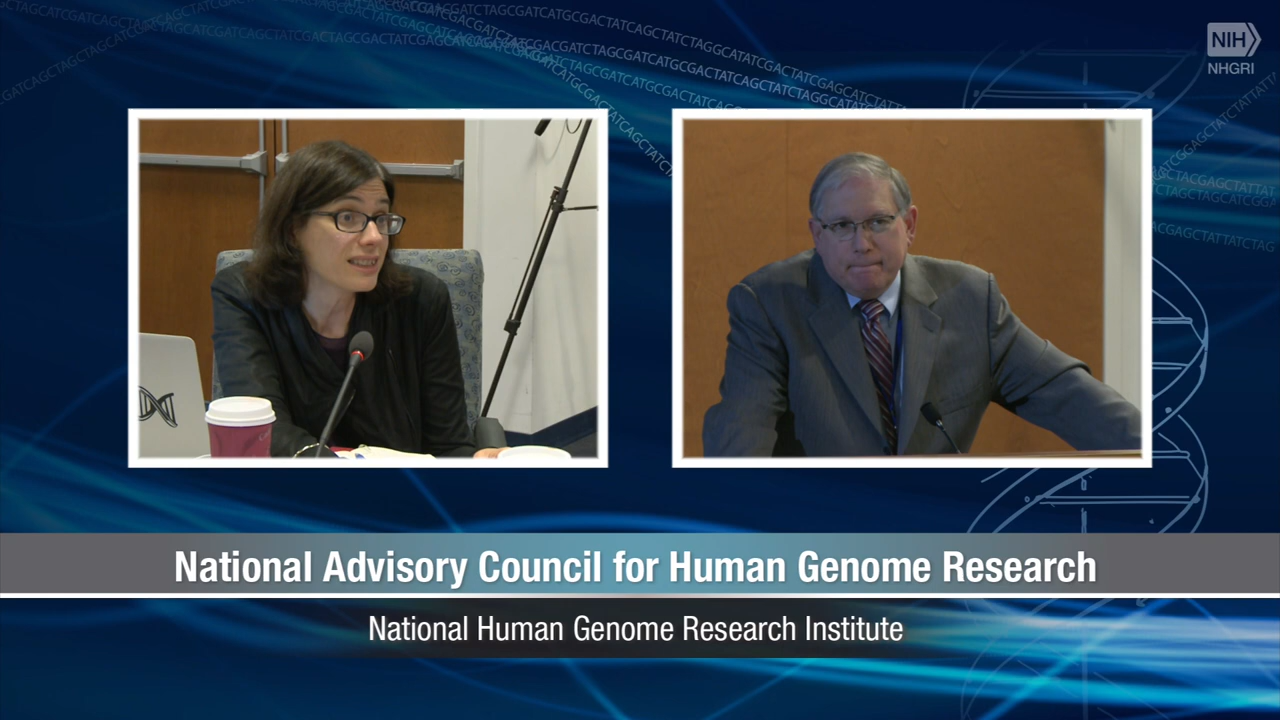 NIH
NHGRI
National Advisory Council for Human Genome Research
National Human Genome Research Institute